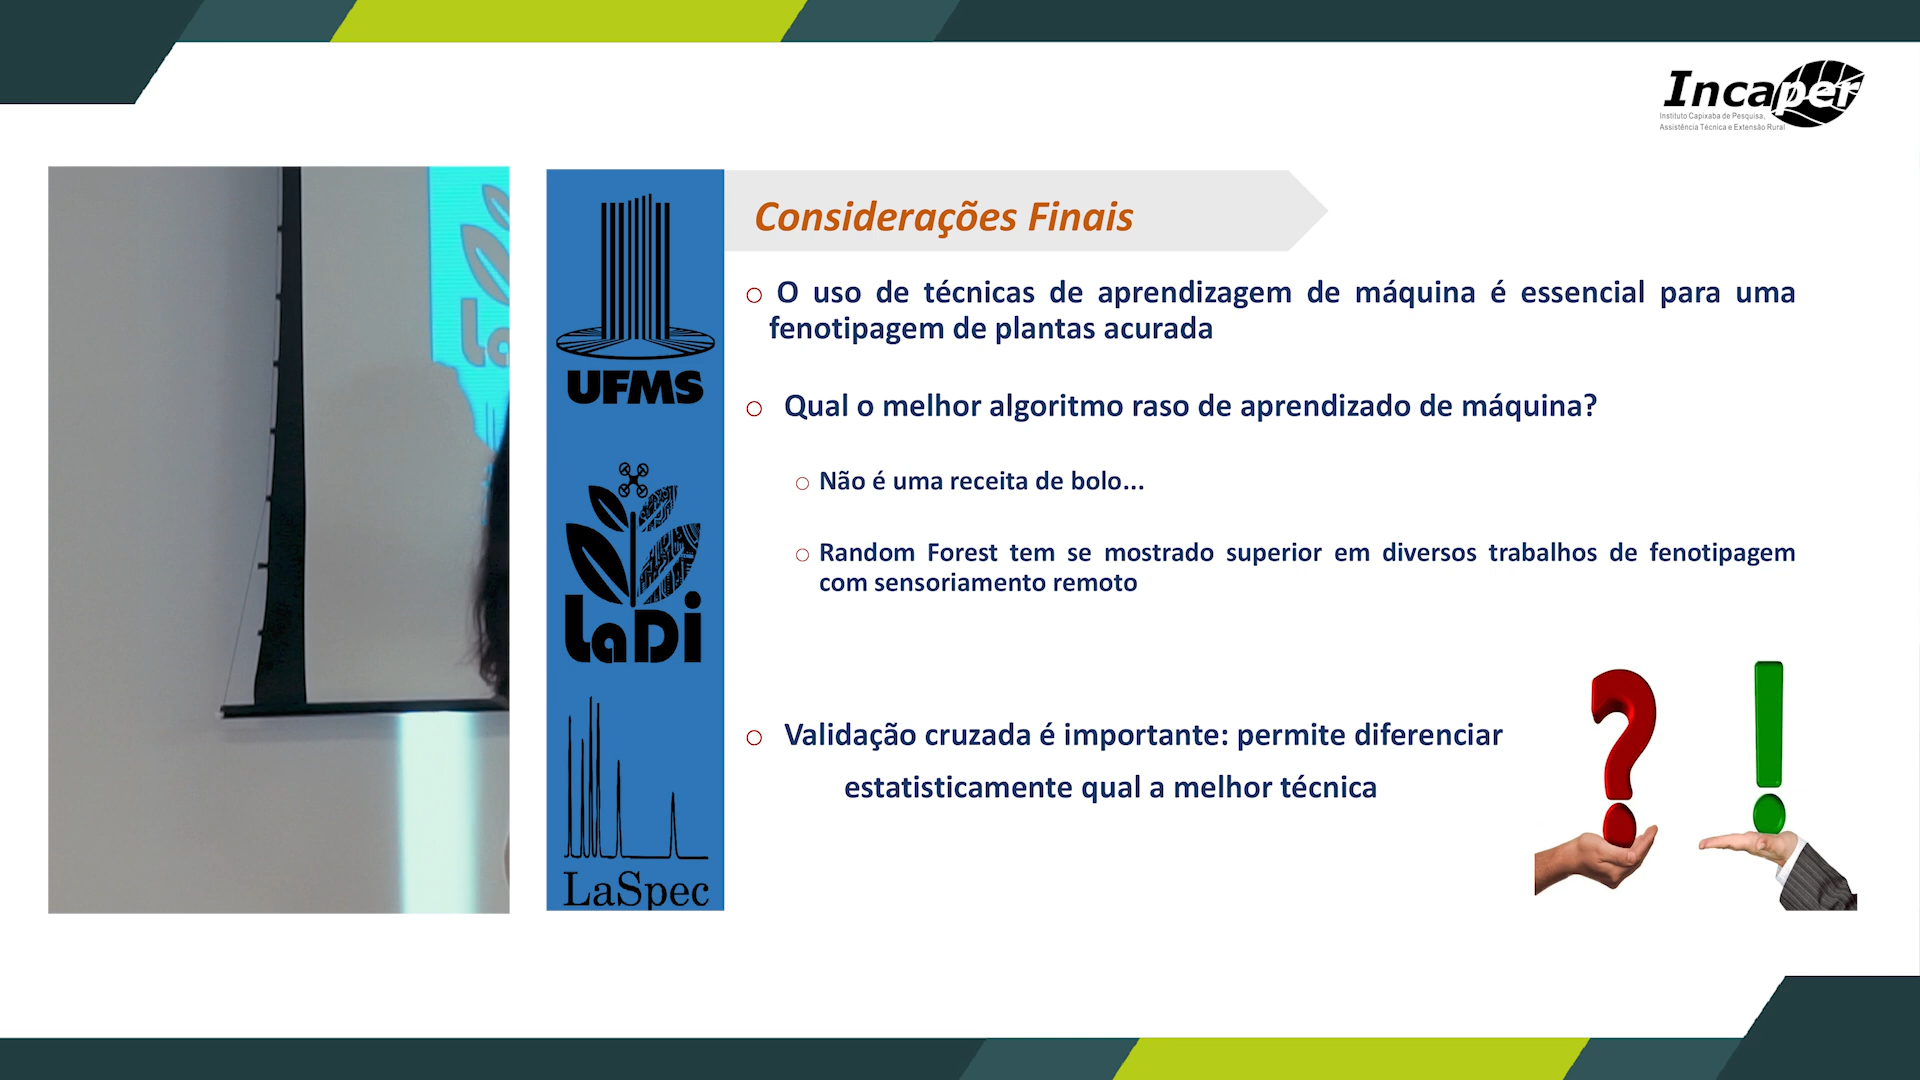 Incaper
Instituto Capixaba de Pesquisa,
Assistência Técnica e Extensão Rural
UFMS
LaDi
LaSpec
Considerações Finais
O uso de técnicas de aprendizagem de máquina é essencial para uma
fenotipagem de plantas acurada
Qual o melhor algoritmo raso de aprendizado de máquina?
Não é uma receita de bolo...
Random Forest tem se mostrado superior em diversos trabalhos de fenotipagem
com sensoriamento remoto
Validação cruzada é importante: permite diferenciar
estatisticamente qual a melhor técnica